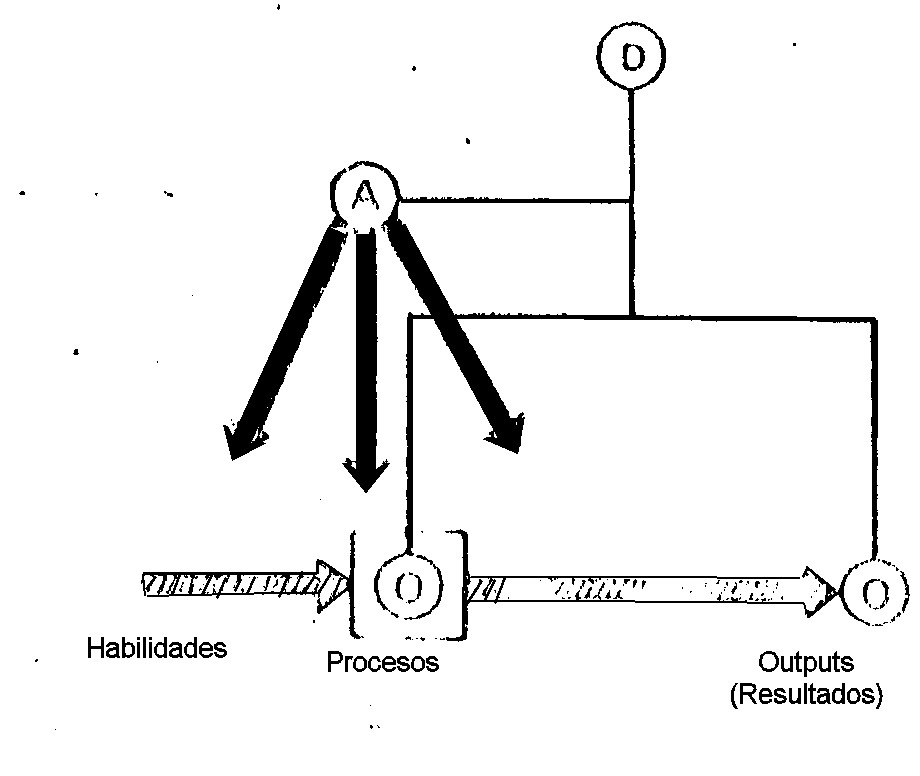 D
A
O
O
Habilidades
Procesos
Outputs
(Resultados)